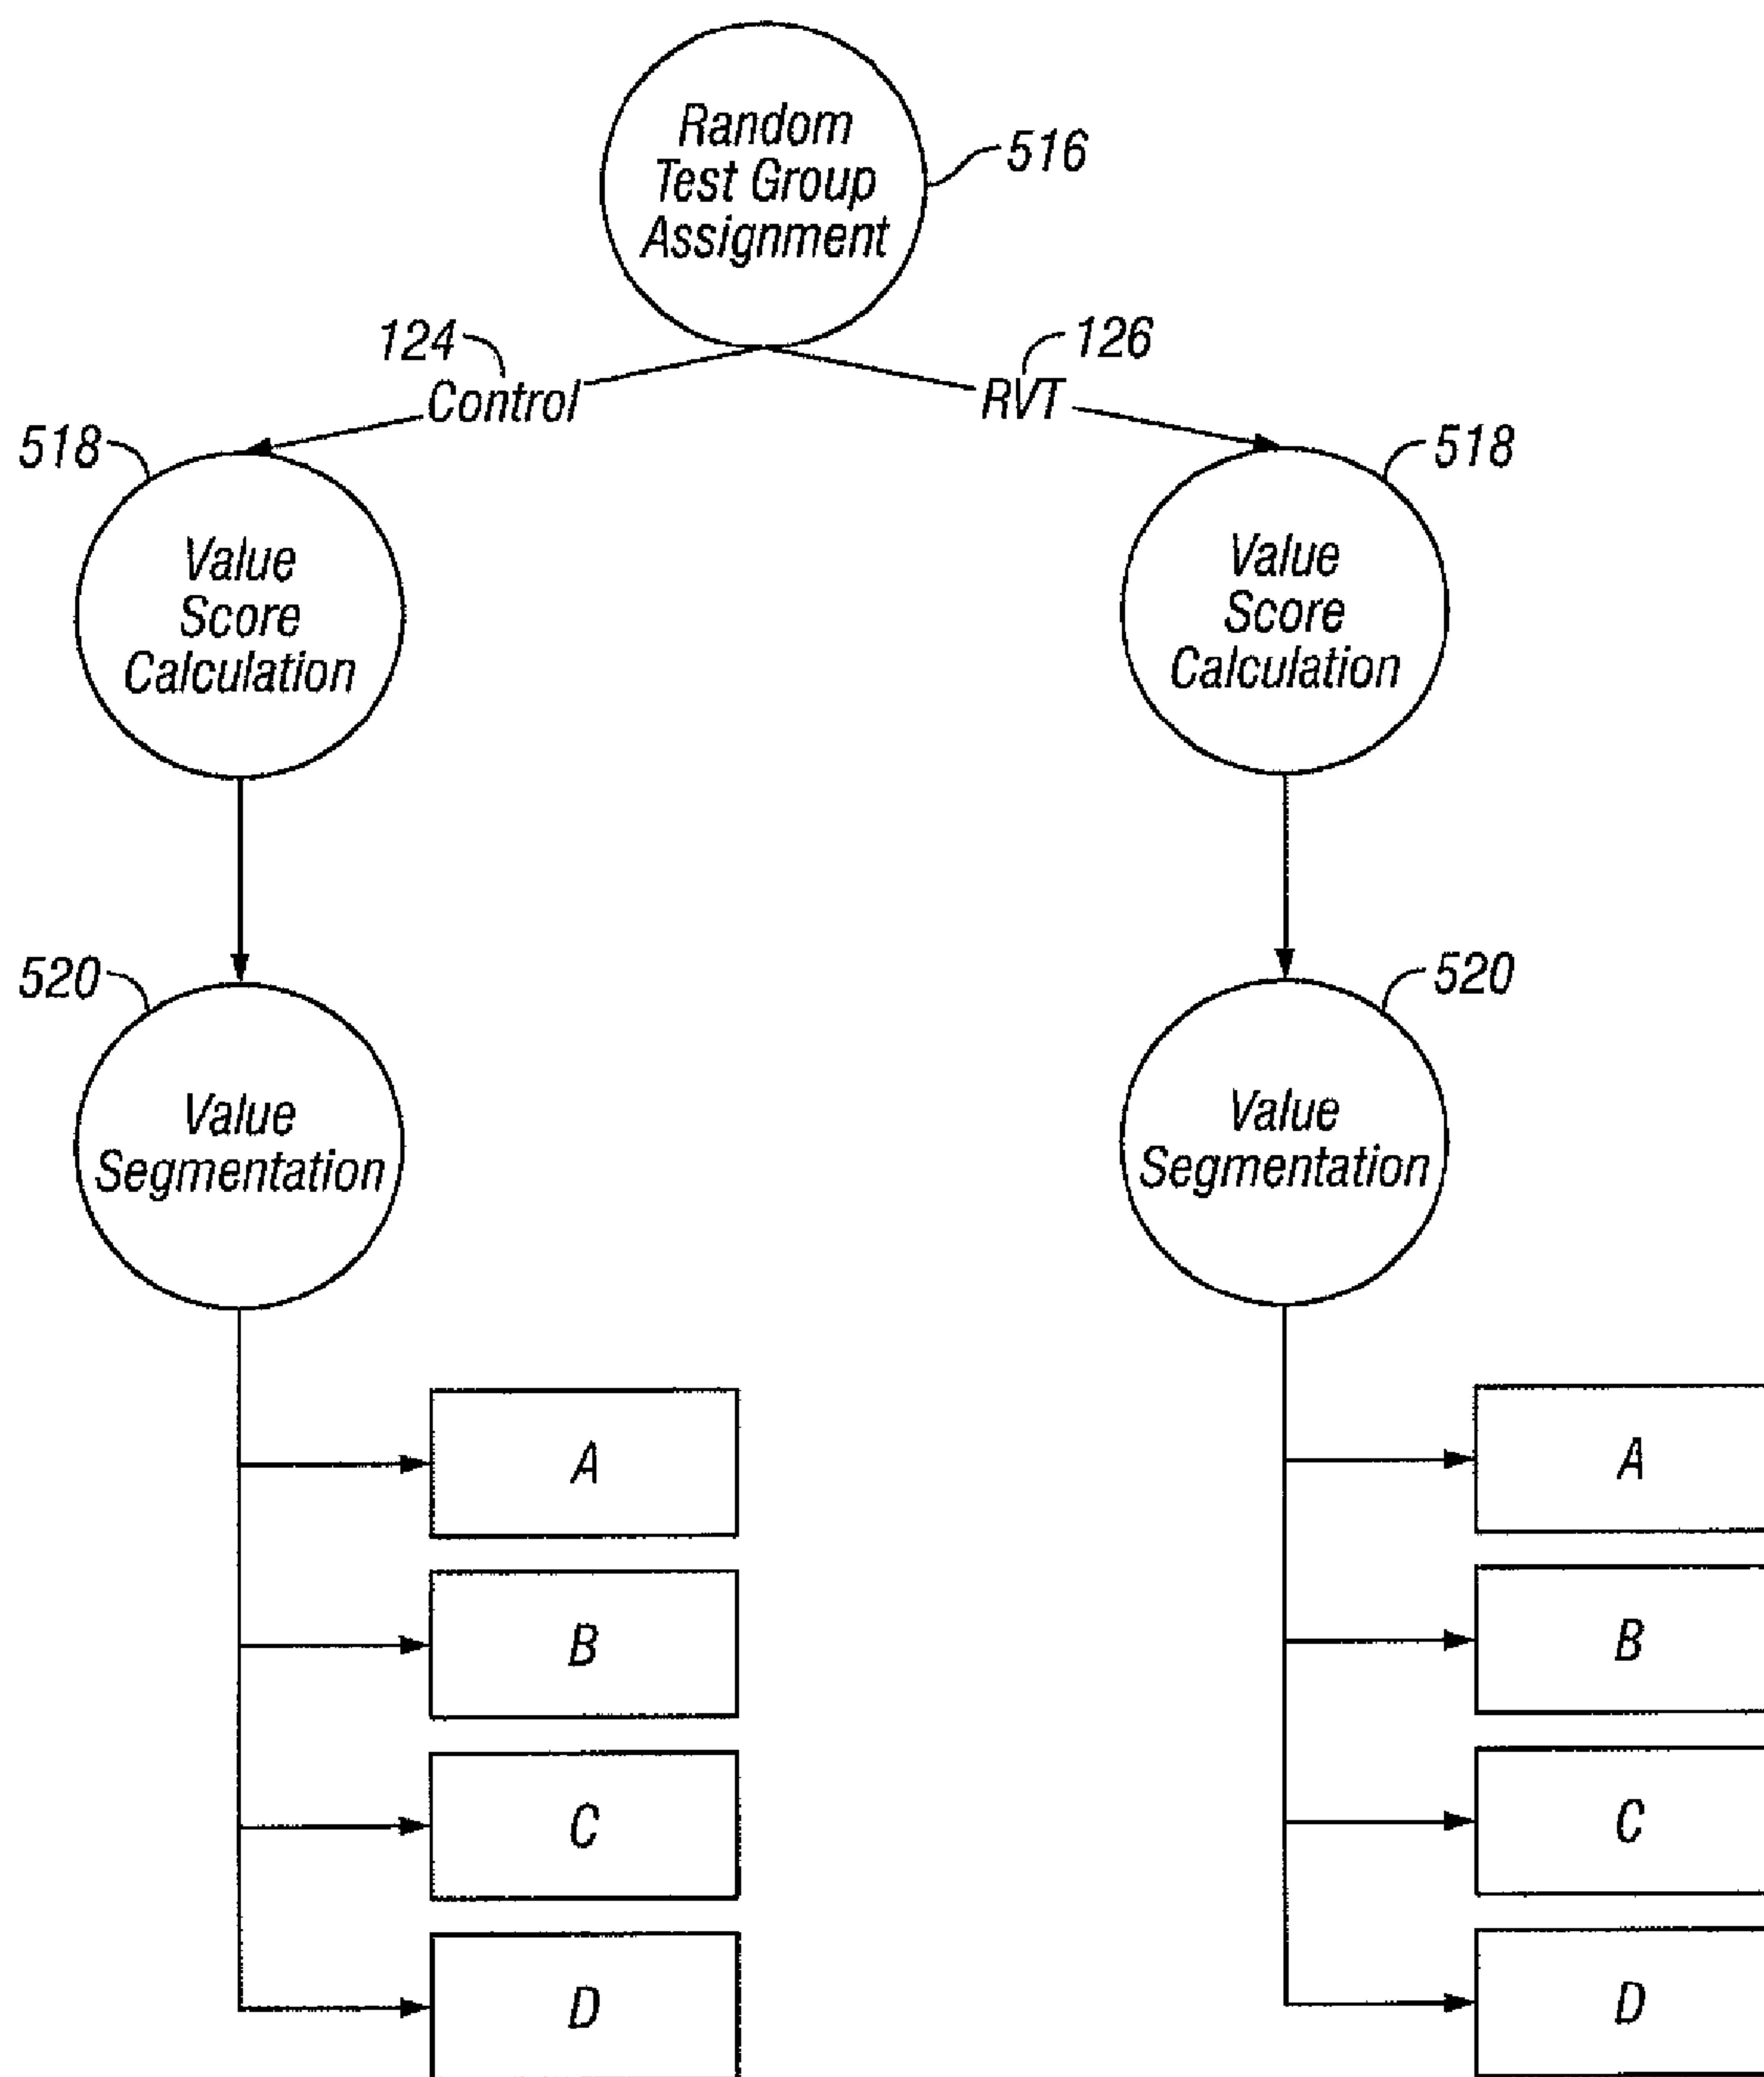 Random
Test Group
Assignment
516
124
Control
126
RVT
518
Value
Score
Calculation
518
Value
Score
Calculation
520
Value
Segmentation
520
Value
Segmentation
A
A
B
B
C
C
D
D